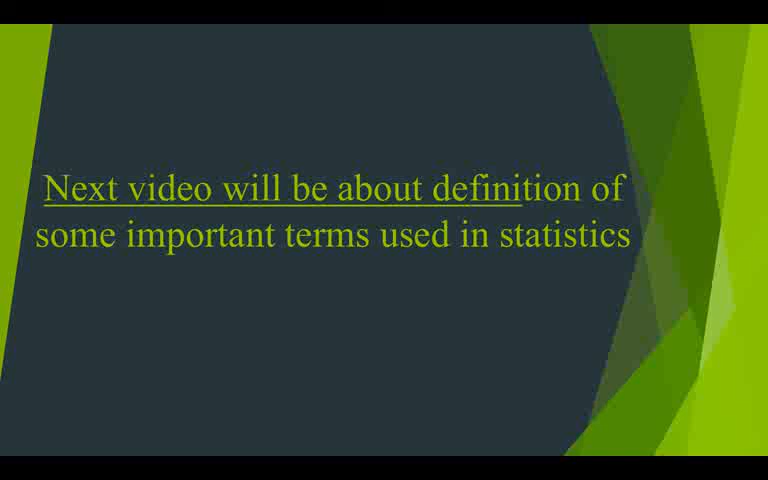 Next video will be about definition of
some important terms used in statistics